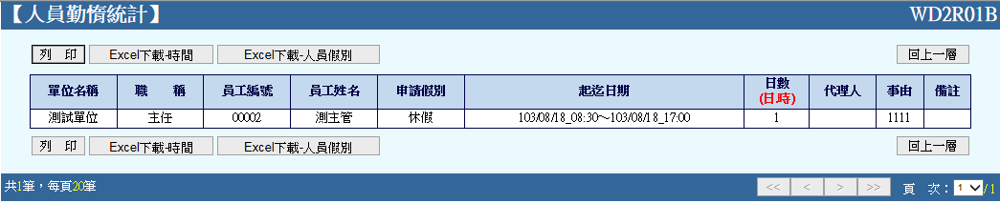 【人員勤惰統計】 WD2R01B
列 印 Excel下載-時間 Excel下載-人員假別 回上一層
單位名稱 職 稱 員工編號 員工姓名 申請假別 起迄日期 日數 (日.時) 代理人 事由 備註
測試單位 主任 00002 測主管 休假 103/08/18_08:30～103/08/18_17:00 1 1111
列 印 Excel下載-時間 Excel下載-人員假別 回上一層
共1筆，每頁20筆 << < > >> 頁 次：1 / 1